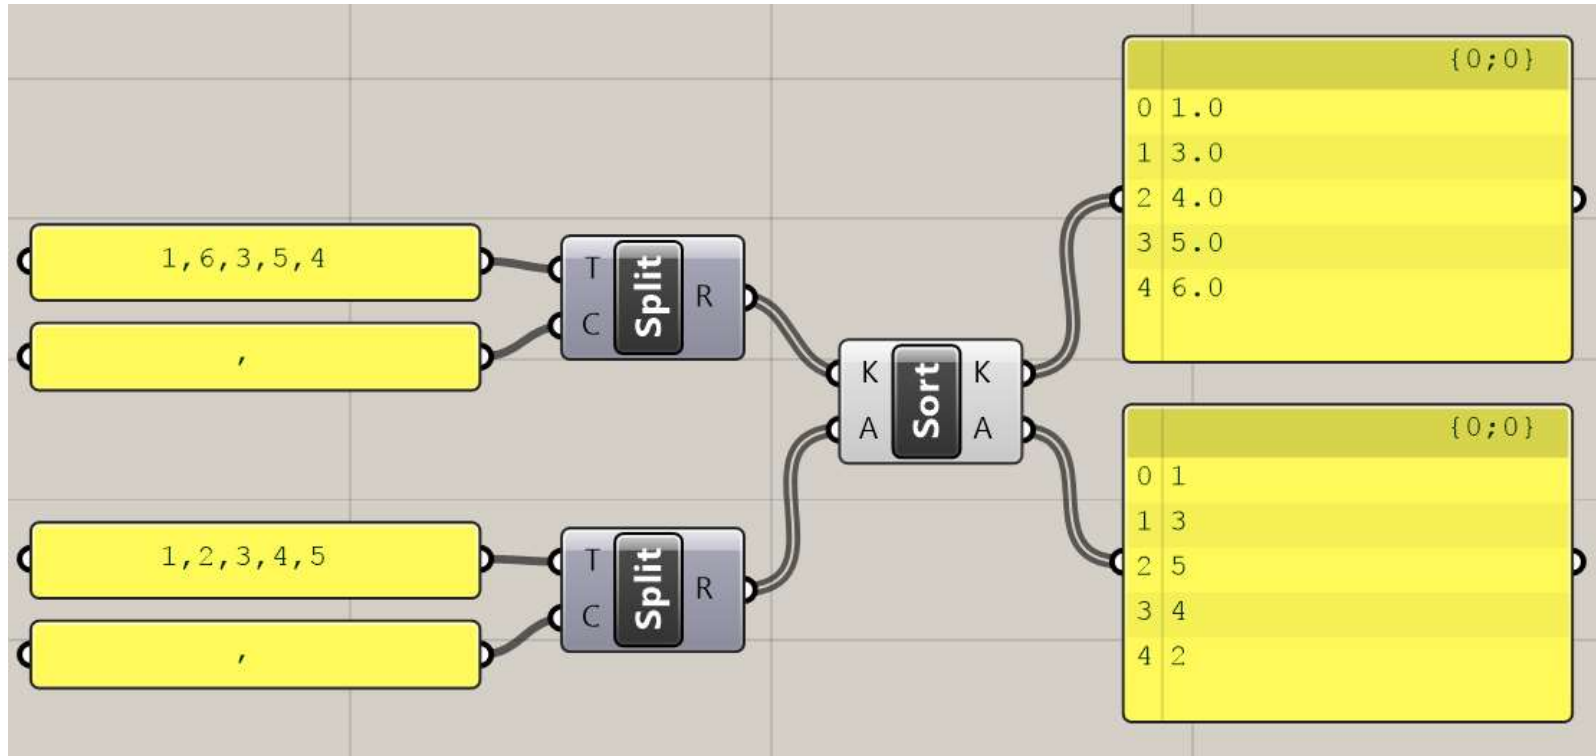 1,6,3,5,4
,
T
C
Split
R
1,2,3,4,5
,
T
C
Split
R
K
A
Sort
K
A
{0;0}
0 1.0
1 3.0
2 4.0
3 5.0
4 6.0
{0;0}
0 1
1 3
2 5
3 4
4 2